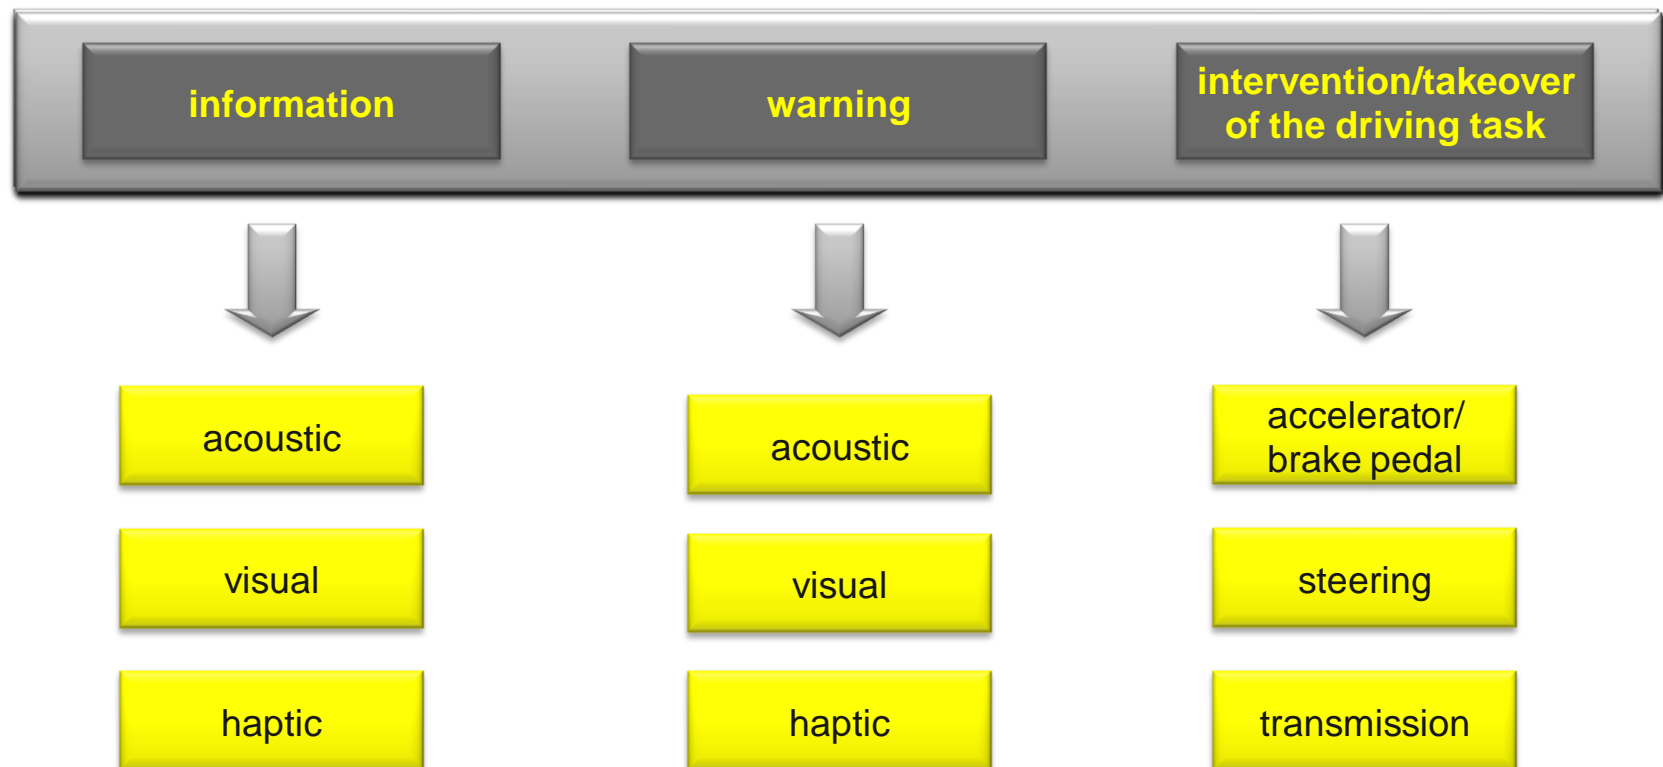 information
warning
intervention/takeover
of the driving task
acoustic
acoustic
accelerator/
brake pedal
visual
visual
steering
haptic
haptic
transmission